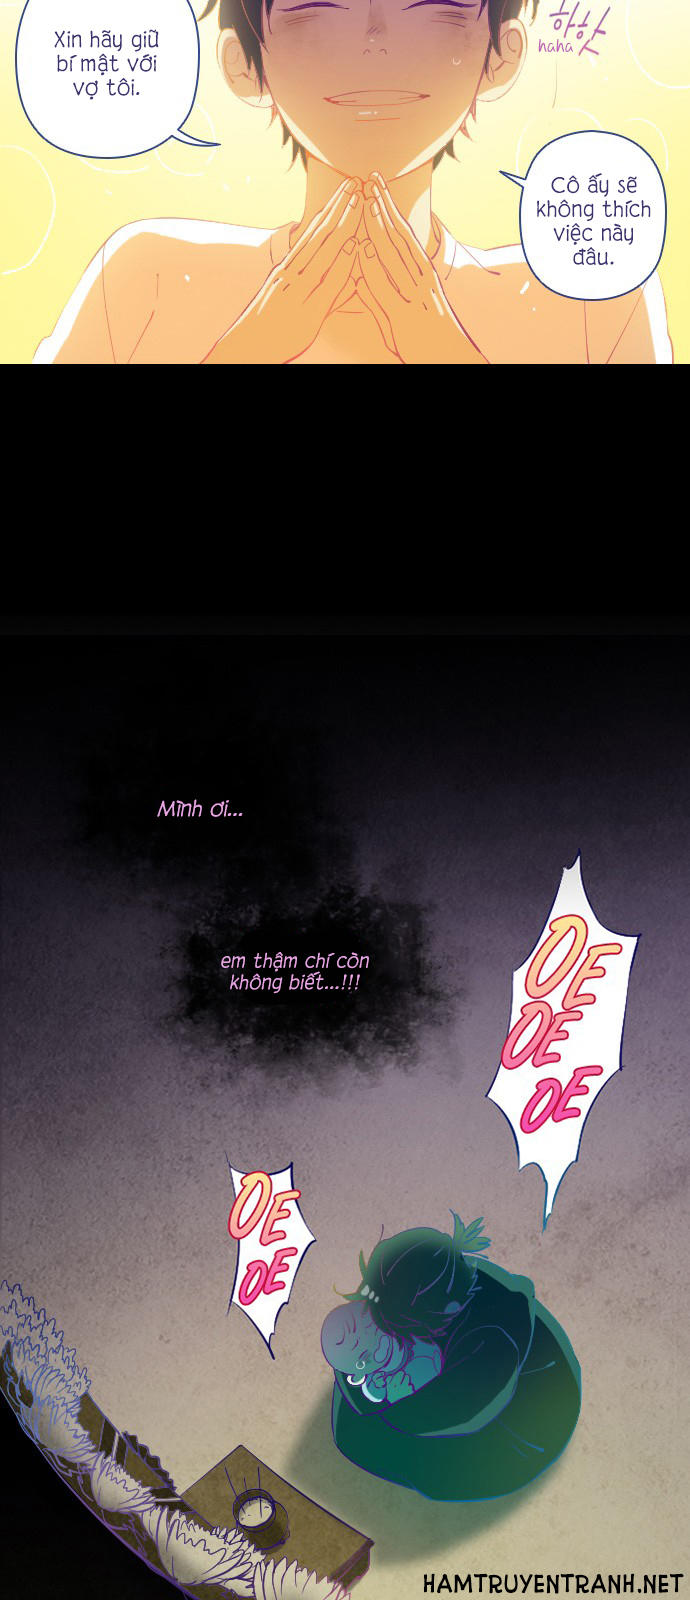 Xin hãy giữ
bí mật với
vợ tôi.
하핫
haha
Cô ấy sẽ
không thích
việc này
đâu.
Mình ơi...
em thậm chí còn
không biết...!!!
OE
OE
OE
OE
OE
HAMTRUYENTRANH.NET